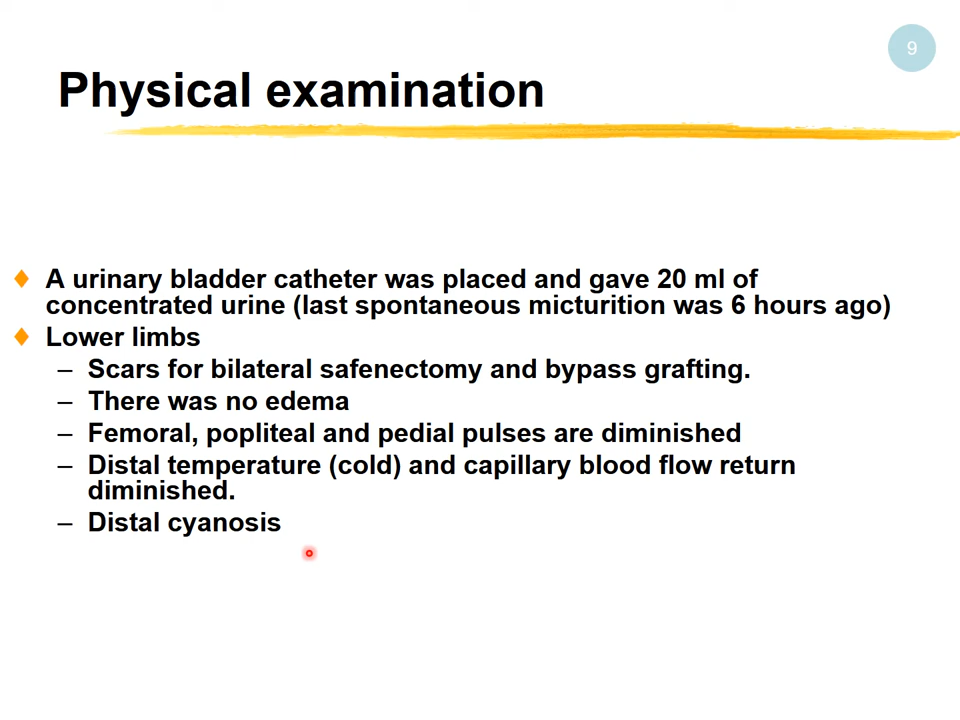 9
Physical examination
A urinary bladder catheter was placed and gave 20 ml of
concentrated urine (last spontaneous micturition was 6 hours ago)
Lower limbs
– Scars for bilateral safenectomy and bypass grafting.
– There was no edema
– Femoral, popliteal and pedial pulses are diminished
– Distal temperature (cold) and capillary blood flow return
diminished.
– Distal cyanosis